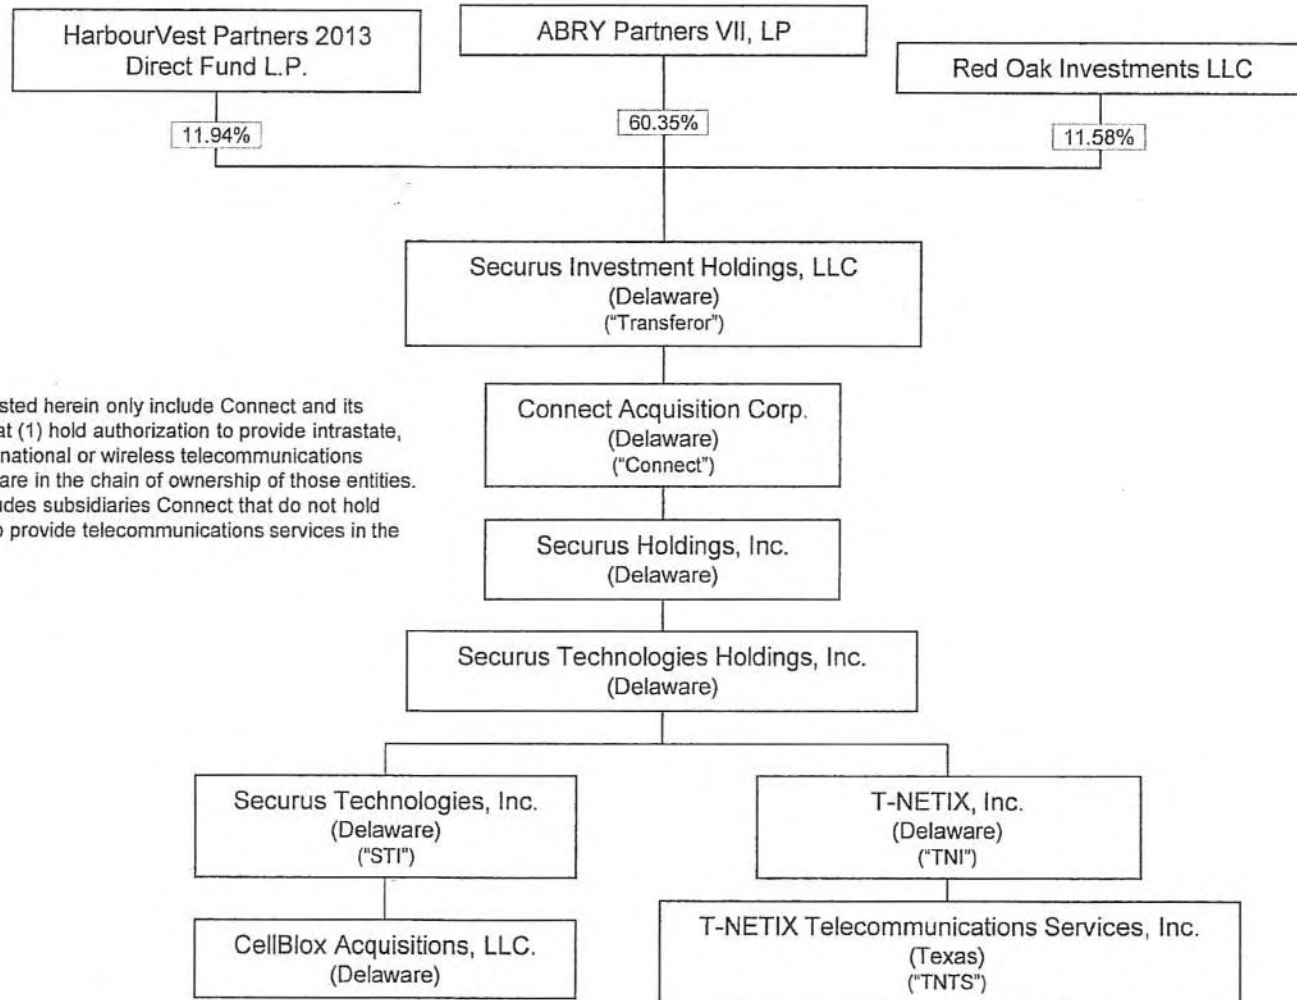 HarbourVest Partners 2013
Direct Fund L.P.
ABRY Partners VII, LP
Red Oak Investments LLC
11.94%
60.35%
11.58%
Securus Investment Holdings, LLC
(Delaware)
("Transferor")
sted herein only include Connect and its
at (1) hold authorization to provide intrastate,
national or wireless telecommunications
are in the chain of ownership of those entities.
udes subsidiaries Connect that do not hold
o provide telecommunications services in the
Connect Acquisition Corp.
(Delaware)
("Connect")
Securus Holdings, Inc.
(Delaware)
Securus Technologies Holdings, Inc.
(Delaware)
Securus Technologies, Inc.
(Delaware)
("STI")
T-NETIX, Inc.
(Delaware)
("TNI")
CellBlox Acquisitions, LLC.
(Delaware)
T-NETIX Telecommunications Services, Inc.
(Texas)
("TNTS")